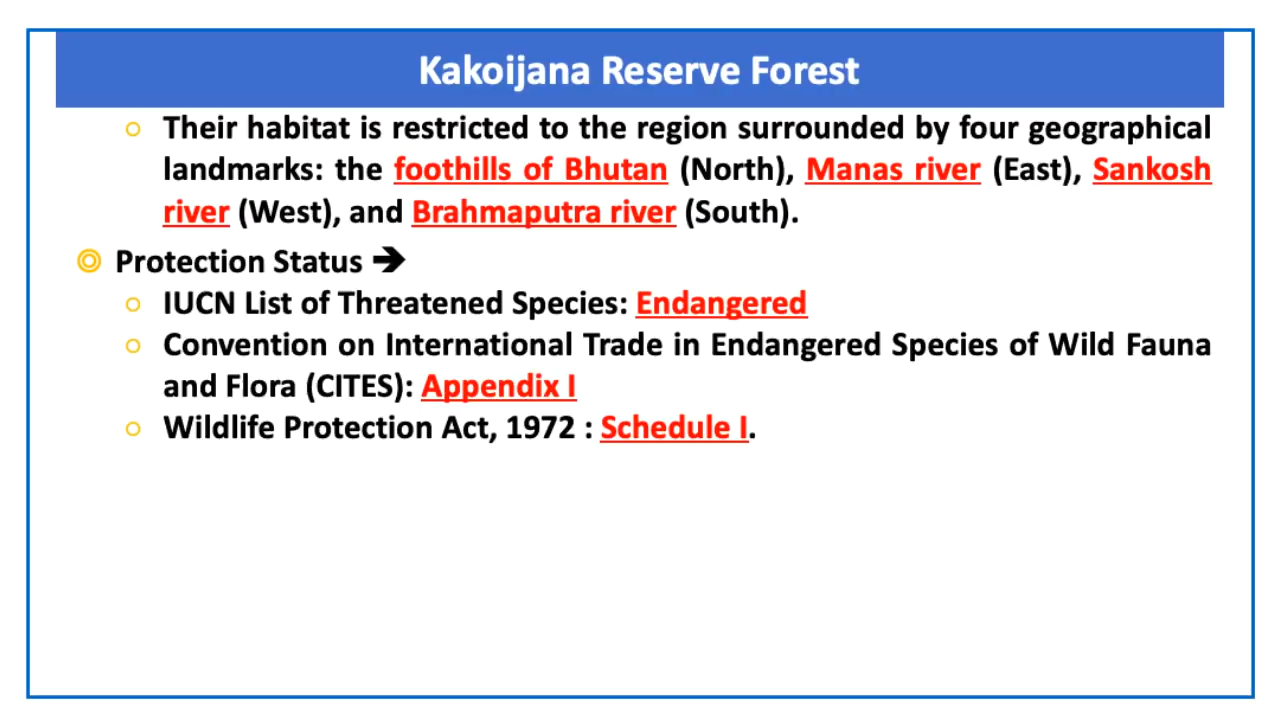 Kakoijana Reserve Forest
Their habitat is restricted to the region surrounded by four geographical
landmarks: the foothills of Bhutan (North), Manas river (East), Sankosh
river (West), and Brahmaputra river (South).
Protection Status ➔
IUCN List of Threatened Species: Endangered
Convention on International Trade in Endangered Species of Wild Fauna
and Flora (CITES): Appendix I
Wildlife Protection Act, 1972 : Schedule I.